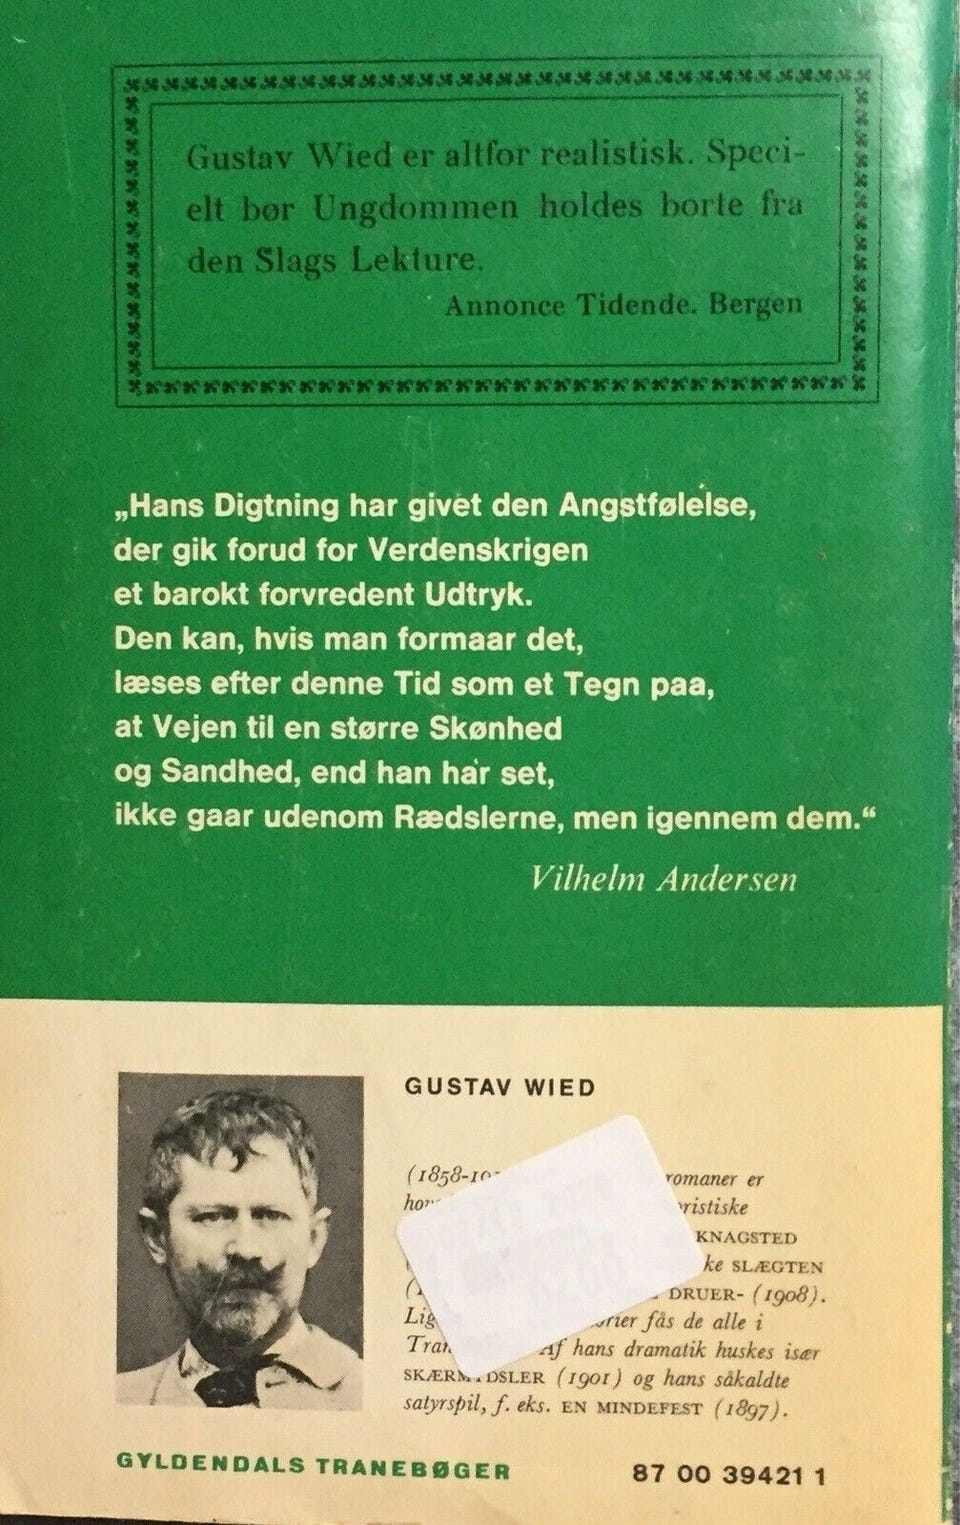 Gustav Wied er altfor realistisk. Speci-
elt bør Ungdommen holdes borte fra
den Slags Lekture.
Annonce Tidende. Bergen
„Hans Digtning har givet den Angstfølelse,
der gik forud for Verdenskrigen
et barokt forvredent Udtryk.
Den kan, hvis man formaar det,
læses efter denne Tid som et Tegn paa,
at Vejen til en større Skønhed
og Sandhed, end han har set,
ikke gaar udenom Rædslerne, men igennem dem.“
Vilhelm Andersen
GUSTAV WIED
(1858-19 romaner er
KNAGSTED
SLÆGTEN
DRUER- (1908).
fås de alle i
Af hans dramatik huskes især
SKÆRMYDSLER (1901) og hans såkaldte
satyrspil, f. eks. EN MINDEFEST (1897).
GYLDENDALS TRANEBØGER
87 00 39421 1